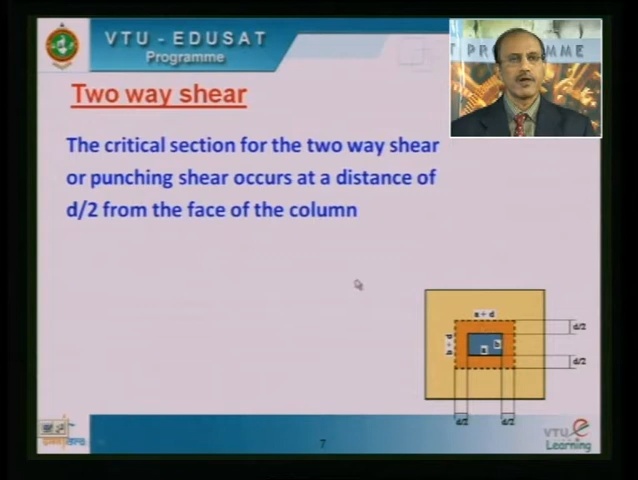 VTU - EDUSAT
Programme
T PROGRAMME
Two way shear
The critical section for the two way shear
or punching shear occurs at a distance of
d/2 from the face of the column
a + d
b + d
b
a
d/2
d/2
d/2
d/2
7
VTU e
Learning